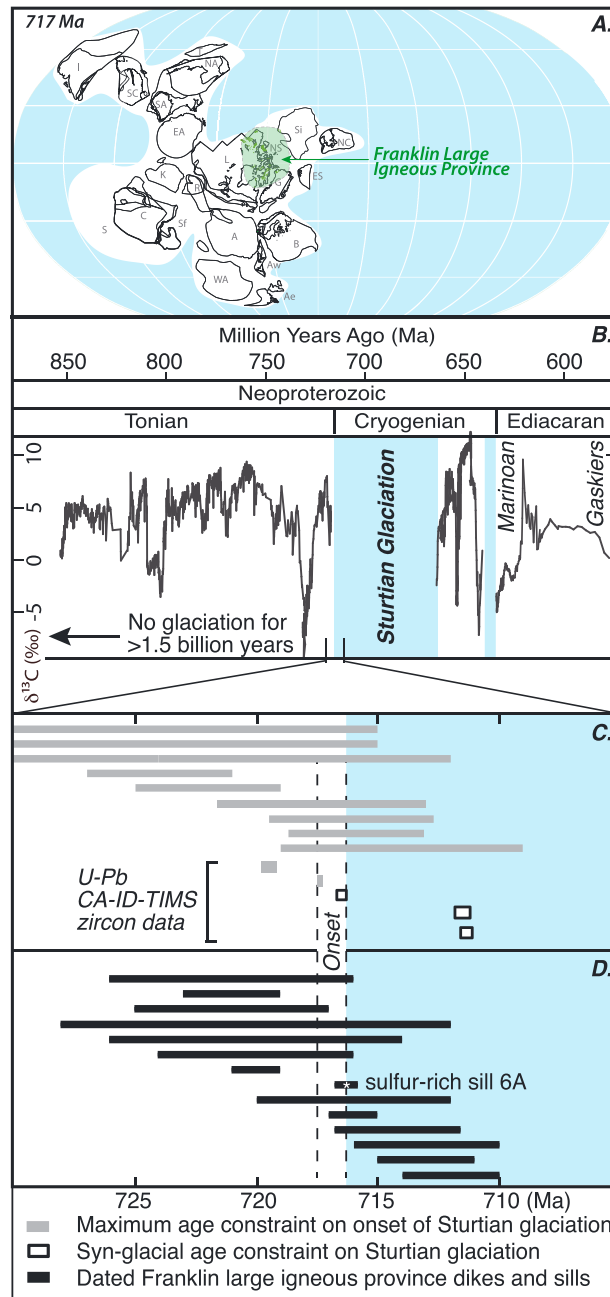 717 Ma
A.
I
SC
T
NA
SA
EA
Si
NC
NS
L
G
ES
K
R
C
S
Sf
A
B
Aw
WA
Ae
Franklin Large
Igneous Province
Million Years Ago (Ma)
B.
850 800 750 700 650 600
Neoproterozoic
Tonian Cryogenian Ediacaran
10
5
0
-5
δ¹³C (‰)
Sturtian Glaciation
Marinoan
Gaskiers
No glaciation for
>1.5 billion years
C.
U-Pb
CA-ID-TIMS
zircon data
Onset
D.
sulfur-rich sill 6A
725 720 715 710 (Ma)
Maximum age constraint on onset of Sturtian glaciation
Syn-glacial age constraint on Sturtian glaciation
Dated Franklin large igneous province dikes and sills